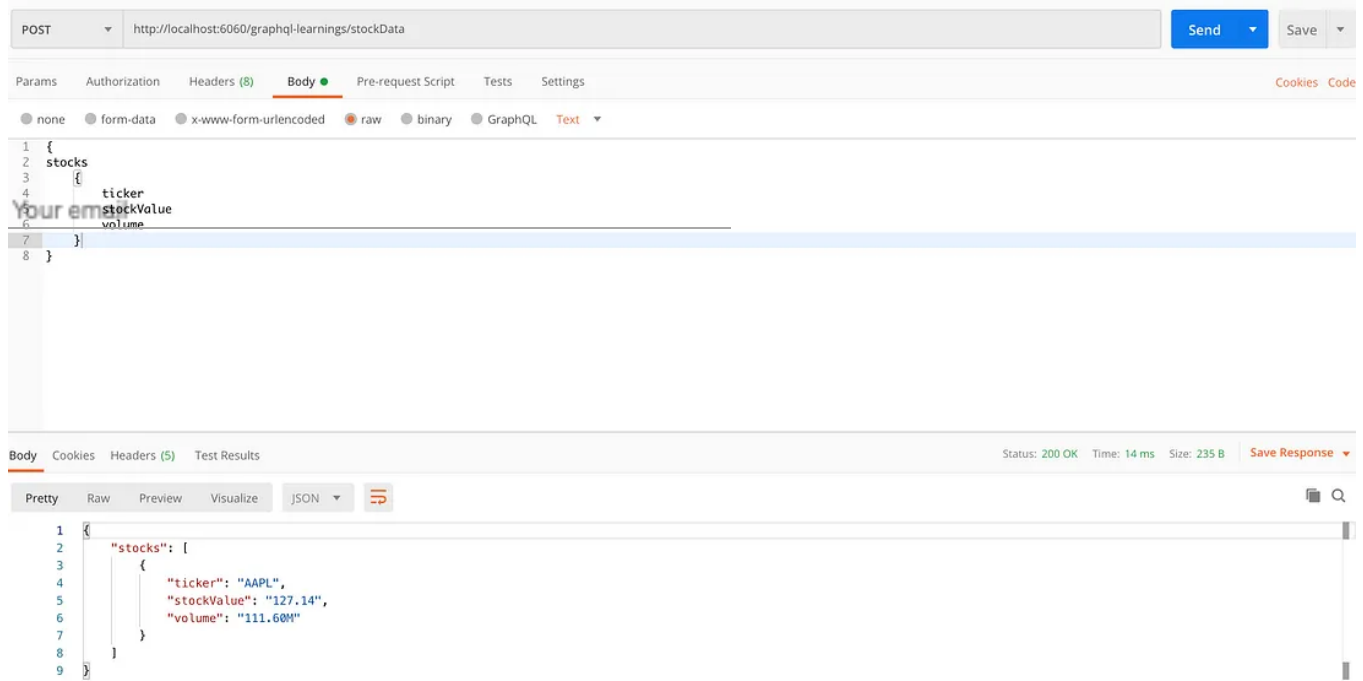 POST http://localhost:6060/graphql-learnings/stockData Send Save
Params Authorization Headers (8) Body Pre-request Script Tests Settings Cookies Code
none form-data x-www-form-urlencoded raw binary GraphQL Text
1 {
2 stocks
3 {
4 ticker
Your email
5 stockValue
6 volume
7 }
8 }
Body Cookies Headers (5) Test Results Status: 200 OK Time: 14 ms Size: 235 B Save Response
Pretty Raw Preview Visualize JSON
1 {
2 "stocks": [
3 {
4 "ticker": "AAPL",
5 "stockValue": "127.14",
6 "volume": "111.60M"
7 }
8 ]
9 }